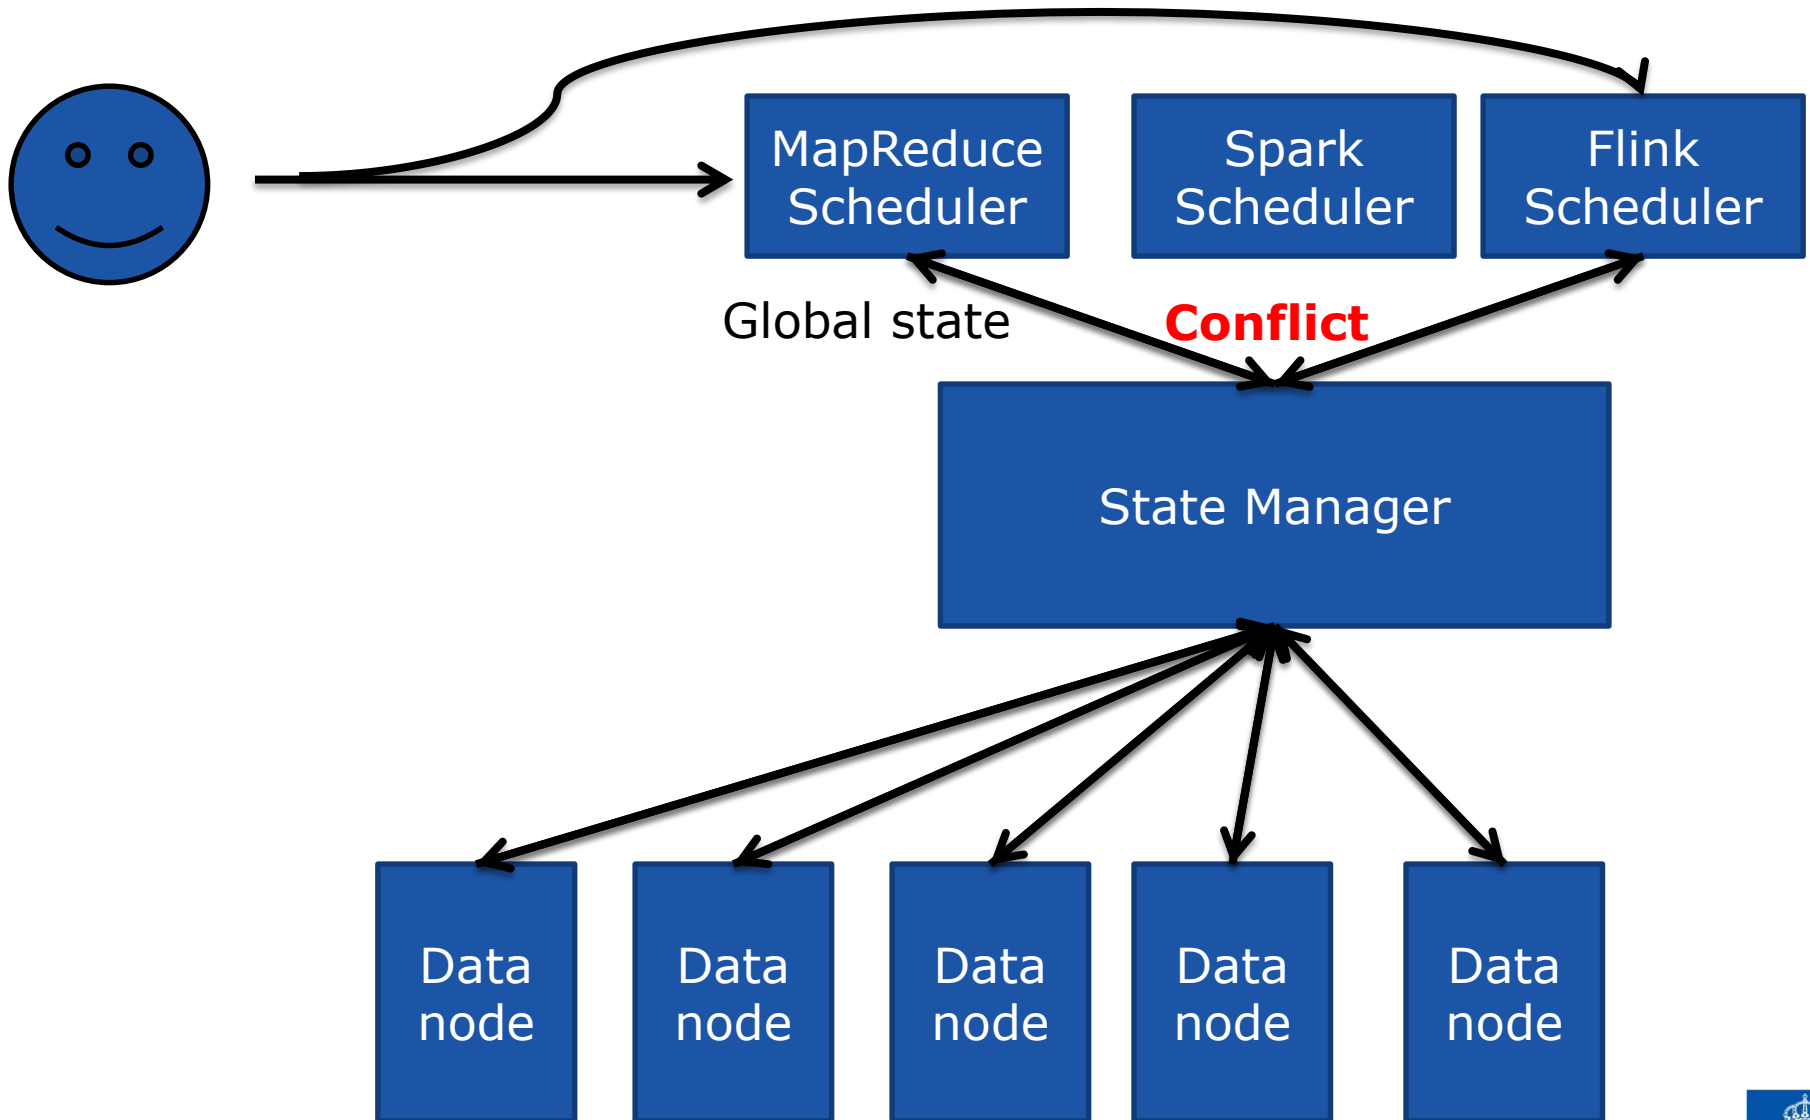 MapReduce
Scheduler
Spark
Scheduler
Flink
Scheduler
Global state
Conflict
State Manager
Data
node
Data
node
Data
node
Data
node
Data
node